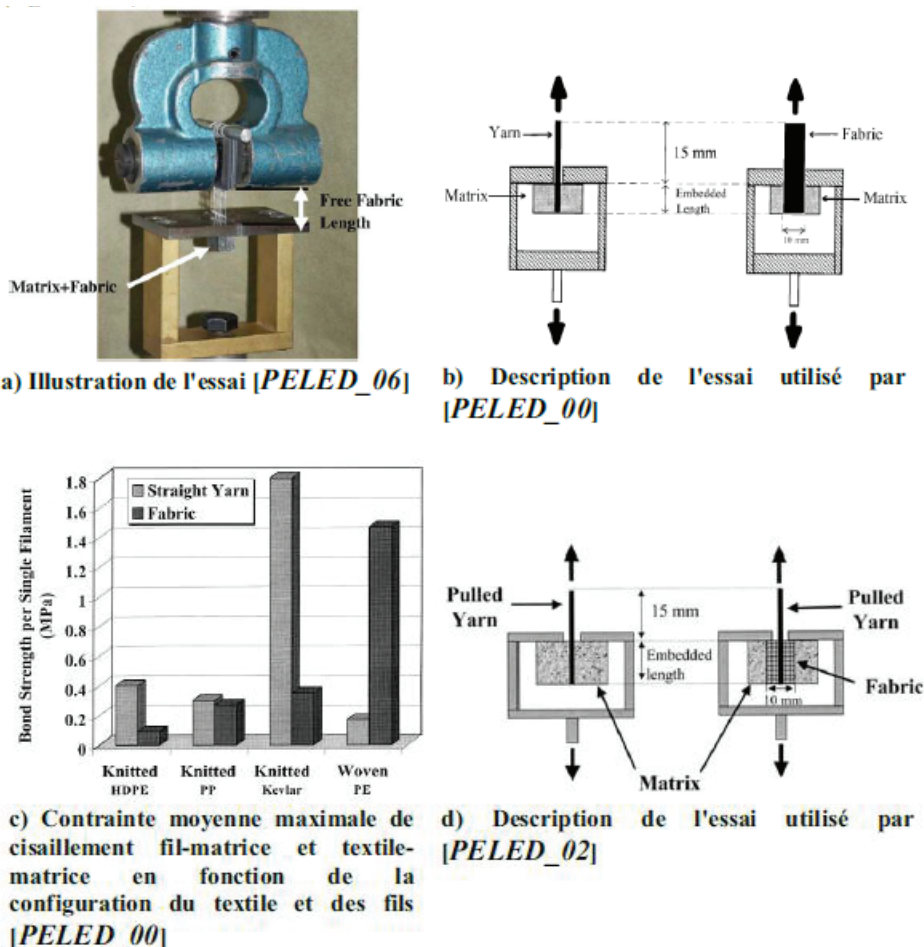 Free Fabric
Length
Matrix+Fabric
a) Illustration de l'essai [PELED_06]
Yarn
15 mm
Fabric
Matrix
Embedded
Length
Matrix
10 mm
b) Description de l'essai utilisé par
[PELED_00]
Bond Strength per Single Filament
(MPa)
1.8
1.6
1.4
1.2
1
0.8
0.6
0.4
0.2
0
Straight Yarn
Fabric
Knitted
HDPE
Knitted
PP
Knitted
Kevlar
Woven
PE
c) Contrainte moyenne maximale de
cisaillement fil-matrice et textile-
matrice en fonction de la
configuration du textile et des fils
[PELED_00]
Pulled
Yarn
15 mm
Pulled
Yarn
Embedded
length
Fabric
10 mm
Matrix
d) Description de l'essai utilisé par
[PELED_02]